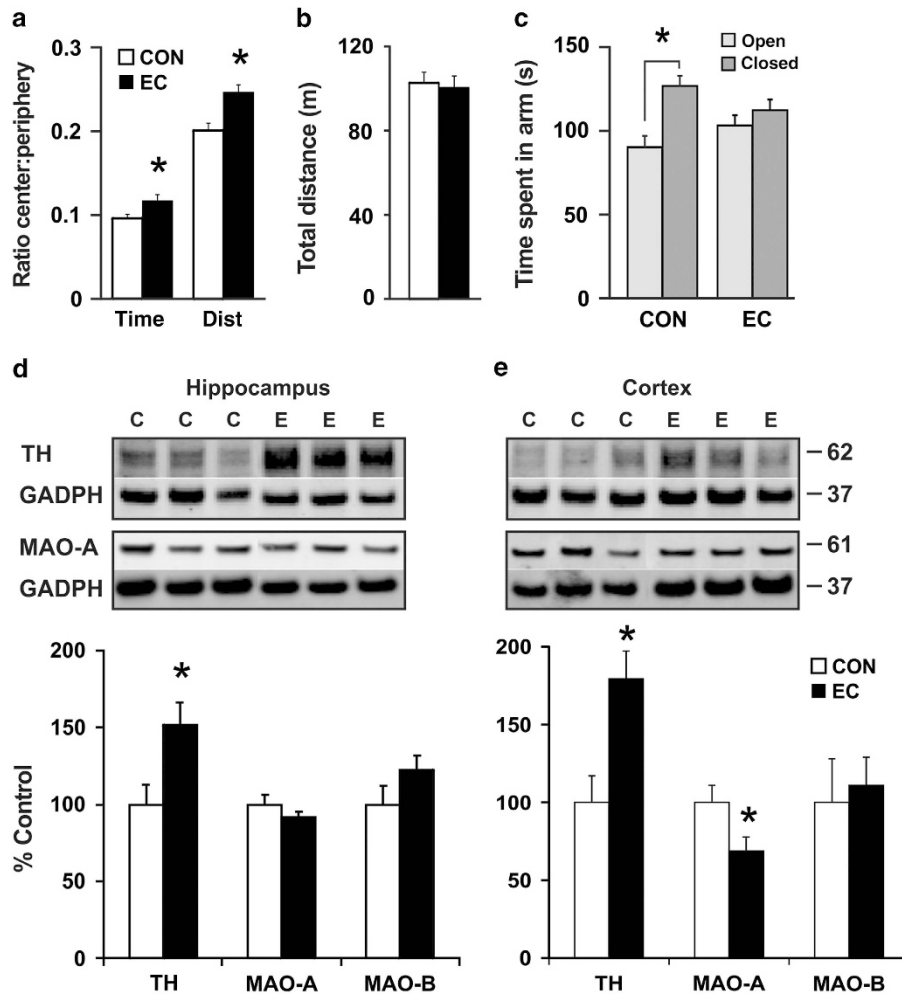 a
Ratio center:periphery
0.3
0.2
0.1
0
CON
EC
*
*
Time Dist
b
Total distance (m)
120
80
40
0
c
Time spent in arm (s)
150
100
50
0
Open
Closed
*
CON EC
d
Hippocampus
C C C E E E
TH
GADPH
MAO-A
GADPH
e
Cortex
C C C E E E
62
37
61
37
% Control
200
150
100
50
0
*
TH MAO-A MAO-B
200
150
100
50
0
*
*
CON
EC
TH MAO-A MAO-B